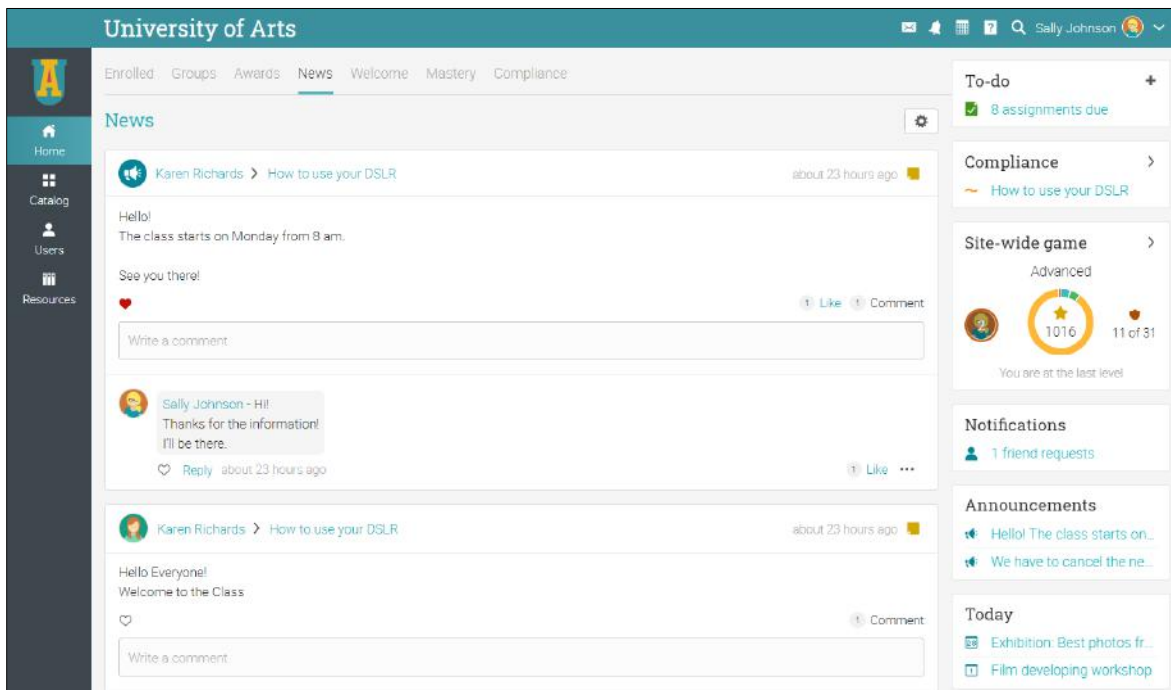 University of Arts
Sally Johnson
Enrolled Groups Awards News Welcome Mastery Compliance
Home
Catalog
Users
Resources
News
Karen Richards > How to use your DSLR
about 23 hours ago
Hello!
The class starts on Monday from 8 am.
See you there!
1 Like 1 Comment
Write a comment
Sally Johnson - Hi!
Thanks for the information!
I'll be there.
Reply about 23 hours ago
1 Like
Karen Richards > How to use your DSLR
about 23 hours ago
Hello Everyone!
Welcome to the Class
1 Comment
Write a comment
To-do
8 assignments due
Compliance
How to use your DSLR
Site-wide game
Advanced
1016
11 of 31
You are at the last level
Notifications
1 friend requests
Announcements
Hello! The class starts on...
We have to cancel the ne...
Today
Exhibition: Best photos fr...
Film developing workshop